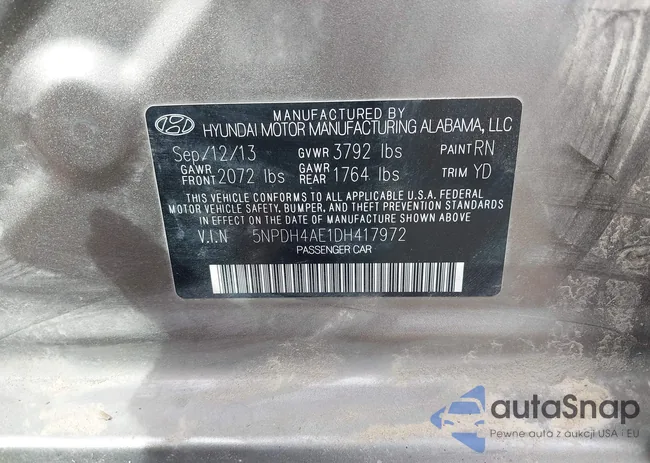 MANUFACTURED BY
HYUNDAI MOTOR MANUFACTURING ALABAMA, LLC
Sep/12/13 GVWR 3792 lbs PAINT RN
GAWR FRONT 2072 lbs GAWR REAR 1764 lbs TRIM YD
THIS VEHICLE CONFORMS TO ALL APPLICABLE U.S.A. FEDERAL
MOTOR VEHICLE SAFETY, BUMPER, AND THEFT PREVENTION STANDARDS
IN EFFECT ON THE DATE OF MANUFACTURE SHOWN ABOVE
V.I.N 5NPDH4AE1DH417972
PASSENGER CAR
autoSnap
Pewne auta z aukcji USA · EU